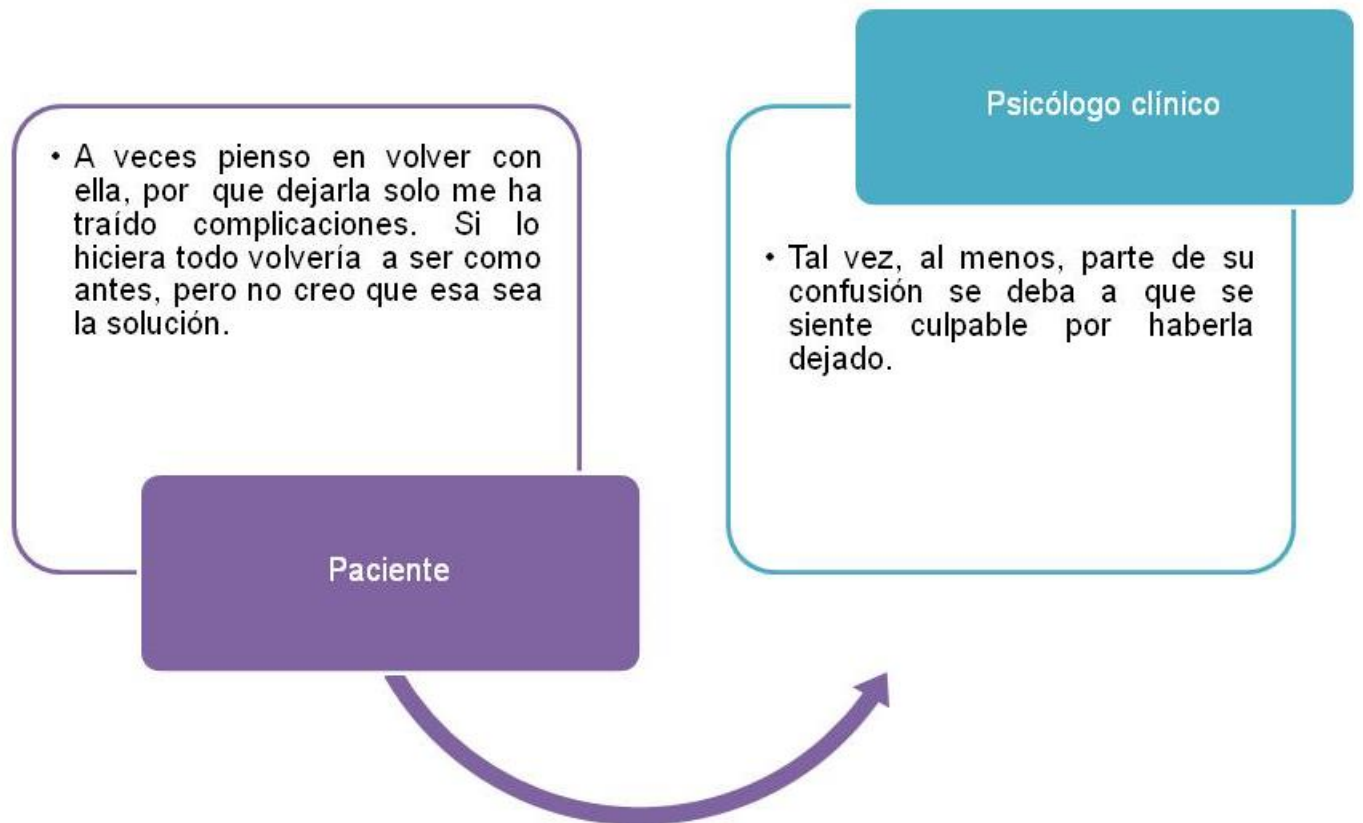 • A veces pienso en volver con
ella, por que dejarla solo me ha
traído complicaciones. Si lo
hiciera todo volvería a ser como
antes, pero no creo que esa sea
la solución.
Paciente
Psicólogo clínico
• Tal vez, al menos, parte de su
confusión se deba a que se
siente culpable por haberla
dejado.